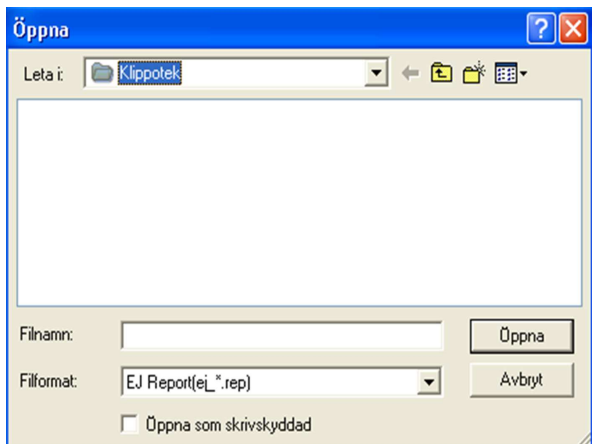 Öppna
Leta i: Klippotek
Filnamn:
Öppna
Filformat: EJ Report(ej_*.rep)
Avbryt
Öppna som skrivskyddad